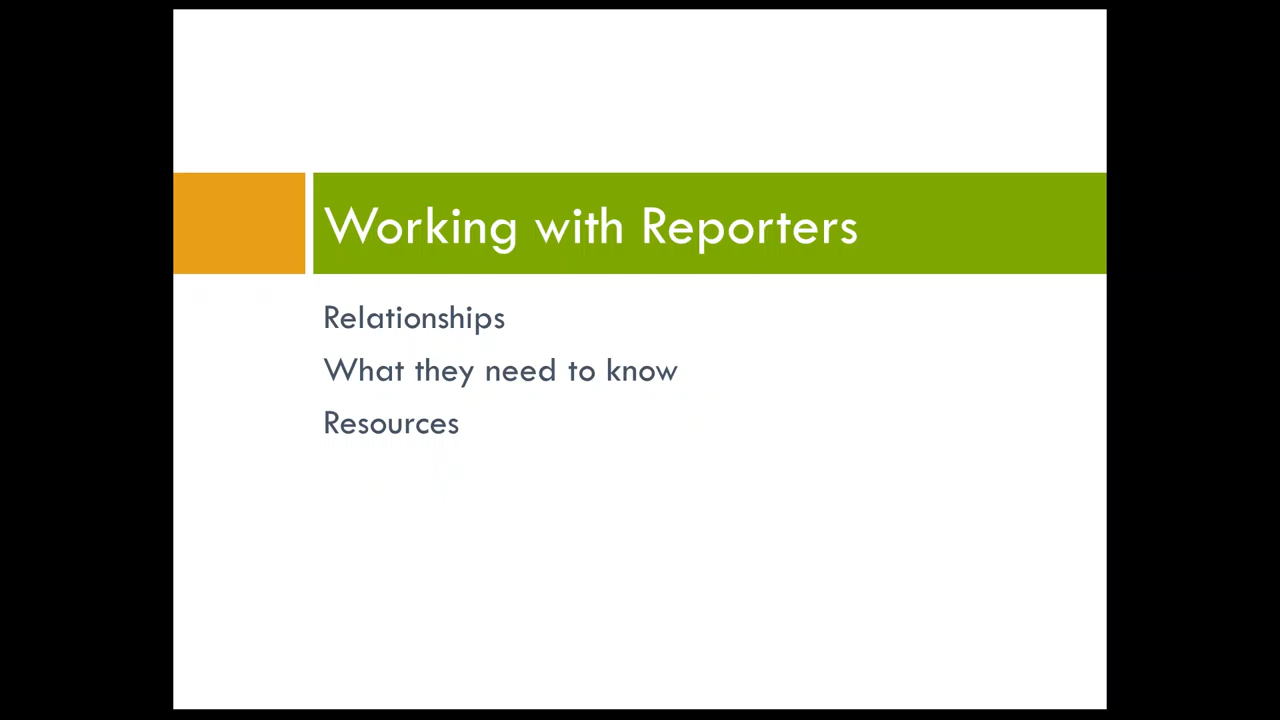 Working with Reporters
Relationships
What they need to know
Resources